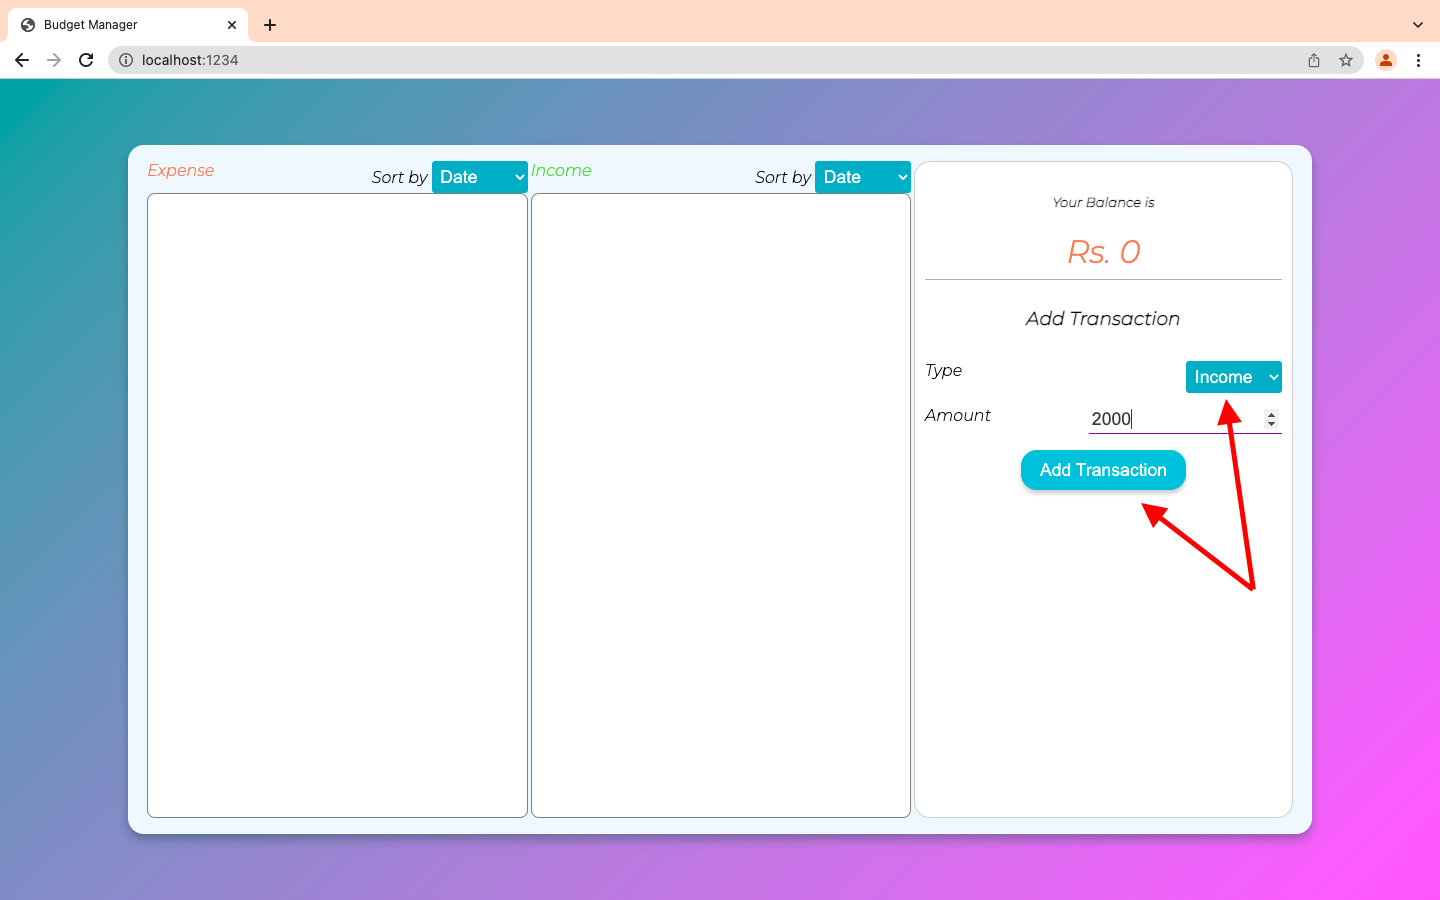 Budget Manager
localhost:1234
Expense
Sort by Date
Income
Sort by Date
Your Balance is
Rs. 0
Add Transaction
Type
Income
Amount
2000
Add Transaction